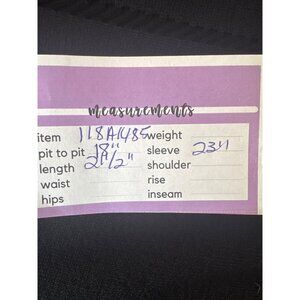 measurements
item 118A1485 weight
pit to pit 18" sleeve 23"
length 21 1/2" shoulder
waist rise
hips inseam